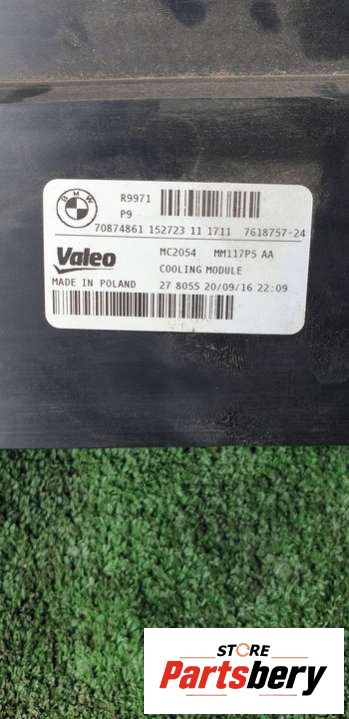 BMW
R9971
P9
70874861 152723 11 1711 7618757-24
Valeo
MC2054 MM117P5 AA
COOLING MODULE
MADE IN POLAND
27 8055 20/09/16 22:09
STORE
Partsbery